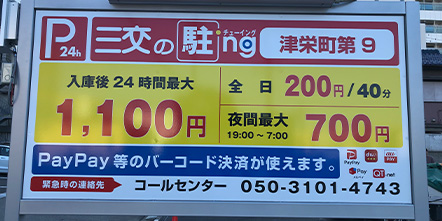 P 24h 三交の駐ing チューイング 津栄町第9
入庫後24時間最大
1,100円
全日 200円/40分
夜間最大 19:00～7:00 700円
PayPay等のバーコード決済が使えます。
PayPay
QT-net
緊急時の連絡先 コールセンター 050-3101-4743